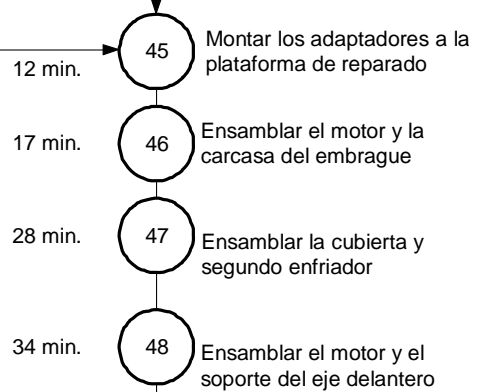 12 min.
45
Montar los adaptadores a la
plataforma de reparado
17 min.
46
Ensamblar el motor y la
carcasa del embrague
28 min.
47
Ensamblar la cubierta y
segundo enfriador
34 min.
48
Ensamblar el motor y el
soporte del eje delantero